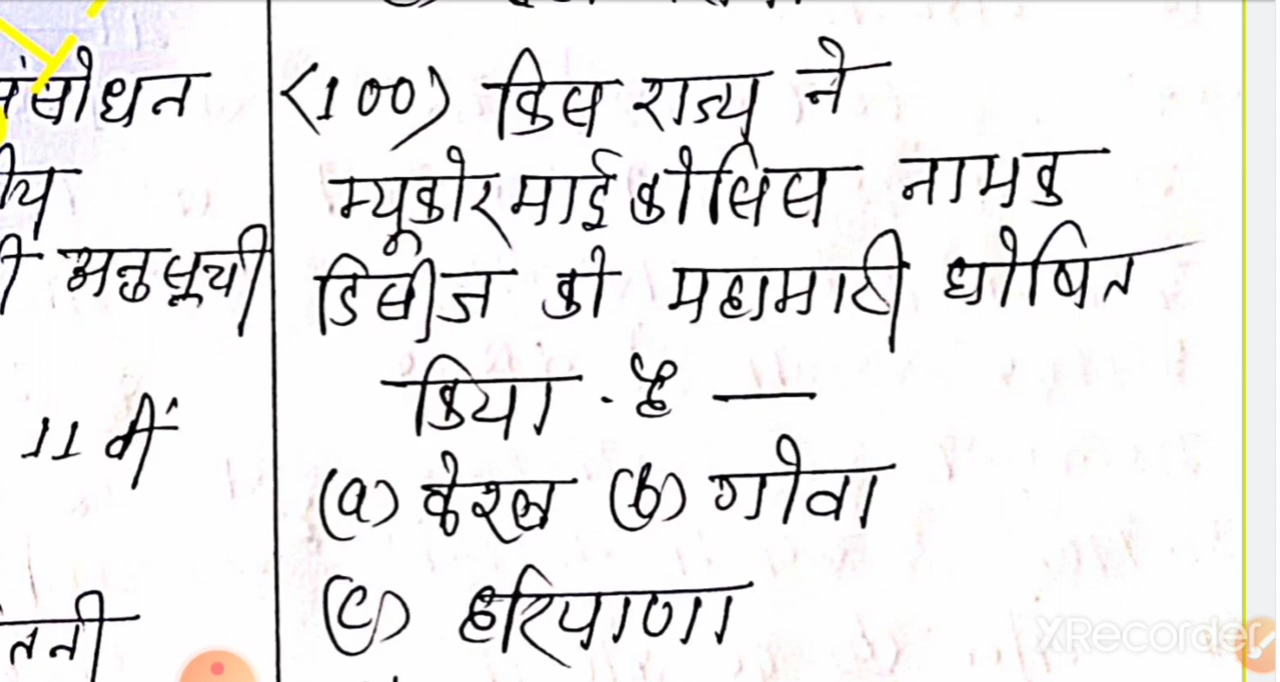 संसोधन
अनुसूची
11 वीं
(100) किस राज्य ने
म्यूकोरमाईकोसिस नामक
डिसीज को महामारी घोषित
किया है —
(a) केरल (b) गोवा
(c) हरियाणा
XRecorder